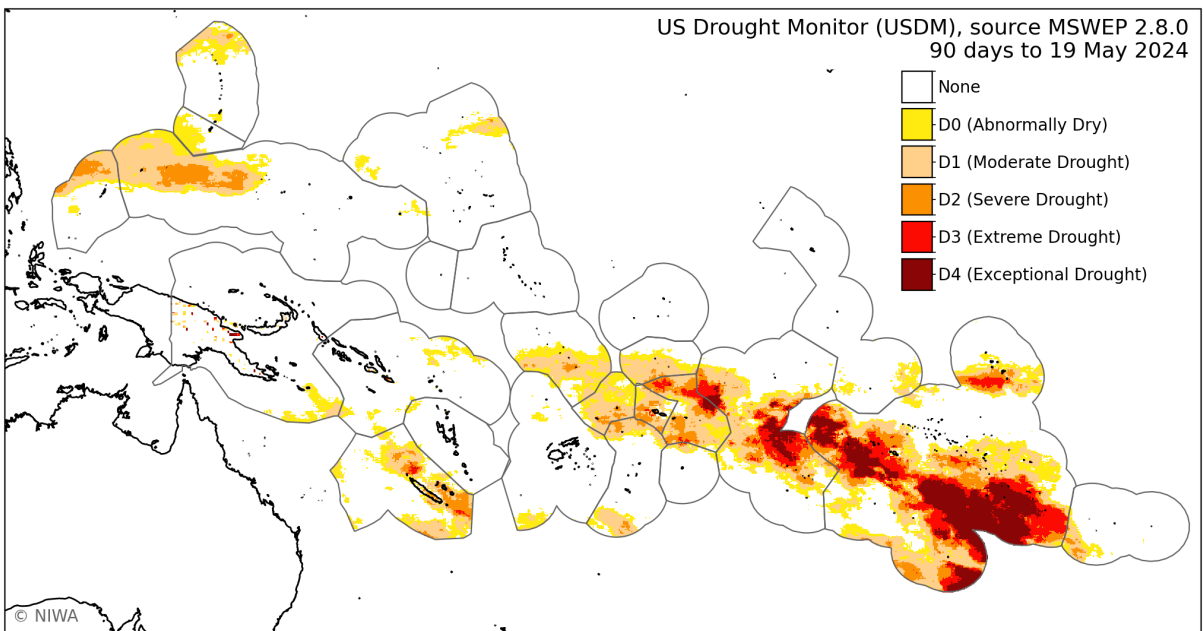 US Drought Monitor (USDM), source MSWEP 2.8.0
90 days to 19 May 2024
None
D0 (Abnormally Dry)
D1 (Moderate Drought)
D2 (Severe Drought)
D3 (Extreme Drought)
D4 (Exceptional Drought)
© NIWA